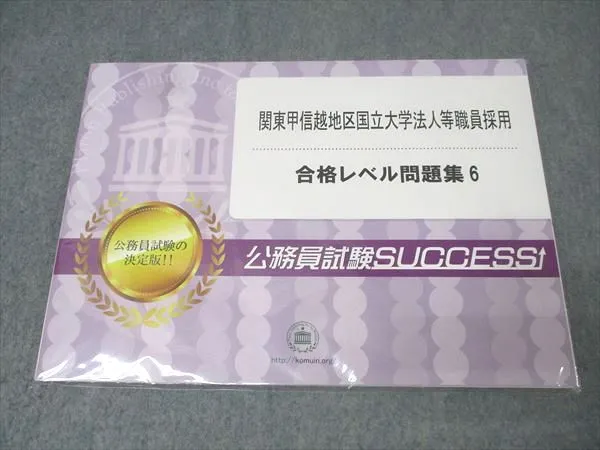 関東甲信越地区国立大学法人等職員採用
合格レベル問題集6
公務員試験の
決定版!!
公務員試験SUCCESS
http://komuin.org/